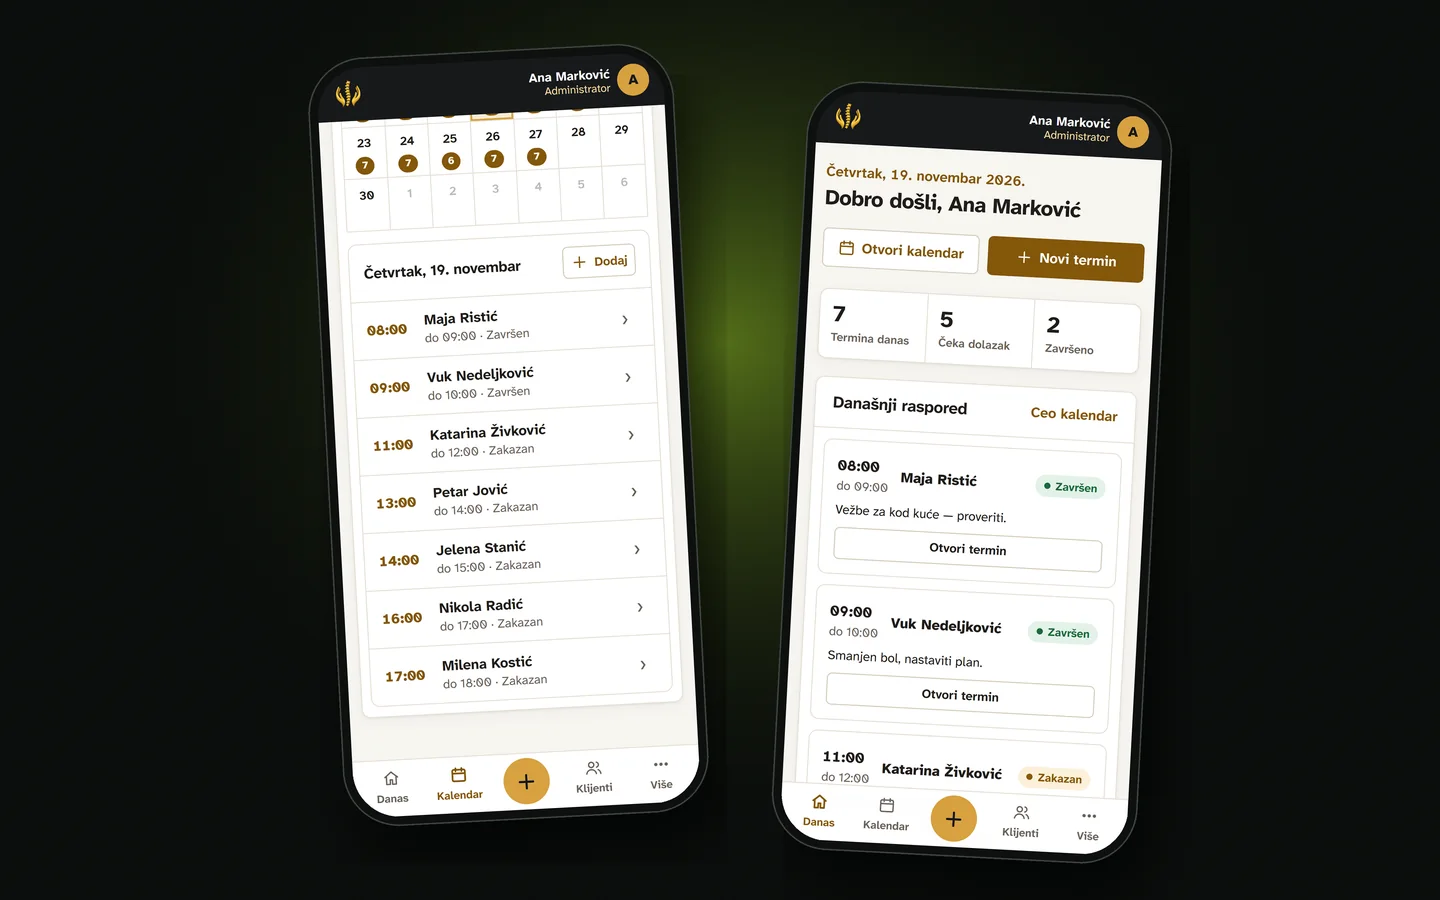 Ana Marković
Administrator
A
23 24 25 26 27 28 29
7 7 6 7 7
30 1 2 3 4 5 6
Četvrtak, 19. novembar
+ Dodaj
08:00 Maja Ristić
do 09:00 · Završen
09:00 Vuk Nedeljković
do 10:00 · Završen
11:00 Katarina Živković
do 12:00 · Zakazan
13:00 Petar Jović
do 14:00 · Zakazan
14:00 Jelena Stanić
do 15:00 · Zakazan
16:00 Nikola Radić
do 17:00 · Zakazan
17:00 Milena Kostić
do 18:00 · Zakazan
Danas Kalendar + Klijenti Više
Ana Marković
Administrator
A
Četvrtak, 19. novembar 2026.
Dobro došli, Ana Marković
Otvori kalendar
+ Novi termin
7 5 2
Termina danas Čeka dolazak Završeno
Današnji raspored Ceo kalendar
08:00 Maja Ristić Završen
do 09:00
Vežbe za kod kuće — proveriti.
Otvori termin
09:00 Vuk Nedeljković Završen
do 10:00
Smanjen bol, nastaviti plan.
Otvori termin
11:00 Katarina Živković Zakazan
do 12:00
Danas Kalendar + Klijenti Više